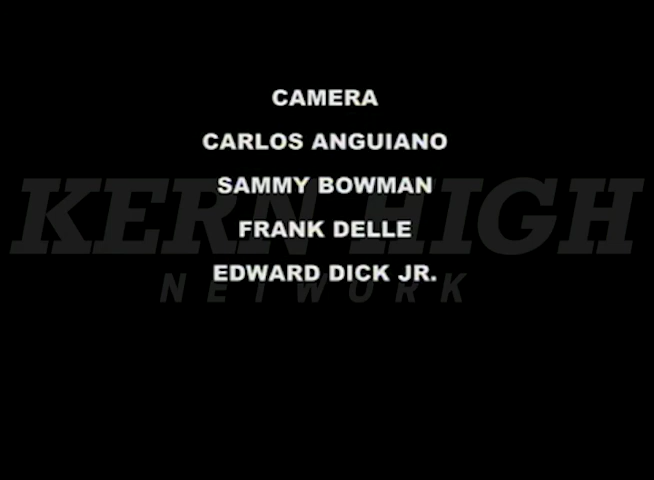 CAMERA
CARLOS ANGUIANO
SAMMY BOWMAN
KERN HIGH
FRANK DELLE
EDWARD DICK JR.
NETWORK